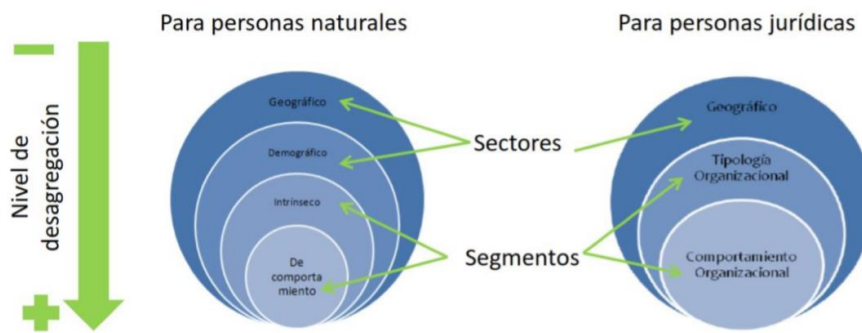 Para personas naturales
Para personas jurídicas
Nivel de
desagregación
Geográfico
Demográfico
Intrínseco
De
comporta
miento
Sectores
Segmentos
Geográfico
Tipología
Organizacional
Comportamiento
Organizacional